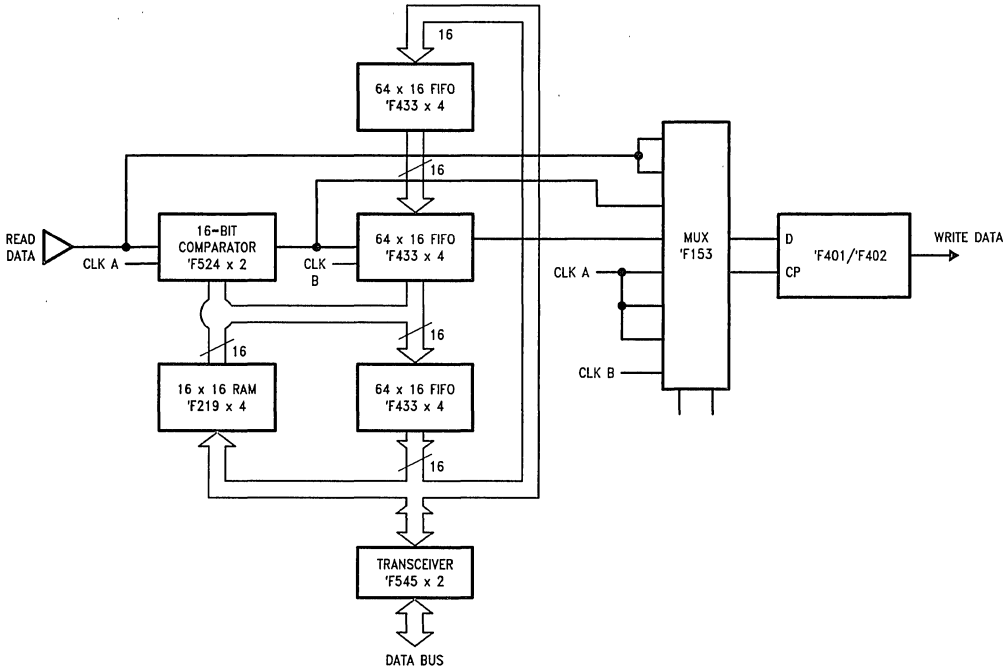 16
64 x 16 FIFO
'F433 x 4
16
READ
DATA
CLK A
16-BIT
COMPARATOR
'F524 x 2
CLK
B
64 x 16 FIFO
'F433 x 4
16
16
16 x 16 RAM
'F219 x 4
64 x 16 FIFO
'F433 x 4
16
TRANSCEIVER
'F545 x 2
DATA BUS
CLK A
CLK B
MUX
'F153
D
CP
'F401/'F402
WRITE DATA